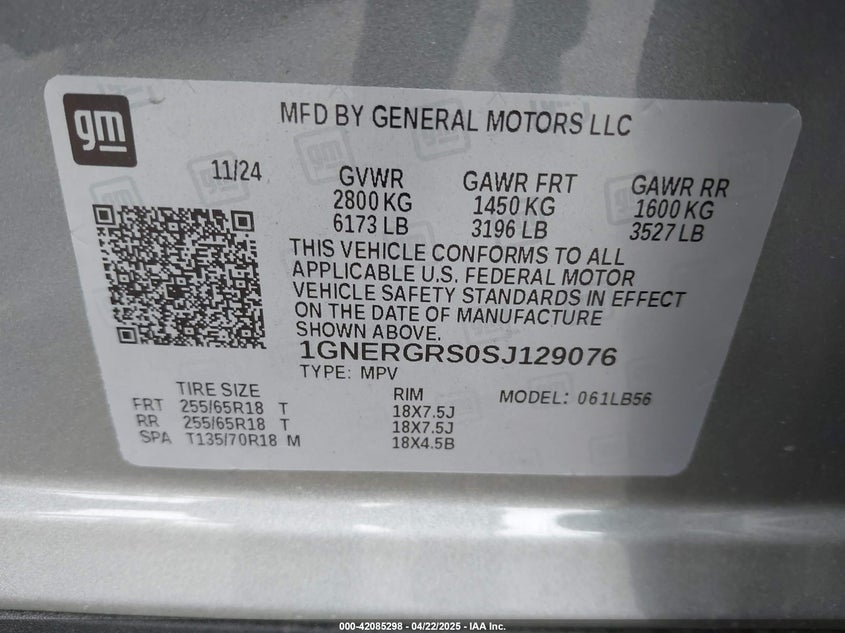 gm
MFD BY GENERAL MOTORS LLC
11/24
GVWR GAWR FRT GAWR RR
2800 KG 1450 KG 1600 KG
6173 LB 3196 LB 3527 LB
THIS VEHICLE CONFORMS TO ALL
APPLICABLE U.S. FEDERAL MOTOR
VEHICLE SAFETY STANDARDS IN EFFECT
ON THE DATE OF MANUFACTURE
SHOWN ABOVE.
1GNERGRS0SJ129076
TYPE: MPV
TIRE SIZE RIM MODEL: 061LB56
FRT 255/65R18 T 18X7.5J
RR 255/65R18 T 18X7.5J
SPA T135/70R18 M 18X4.5B
000-42085298 - 04/22/2025 - IAA Inc.